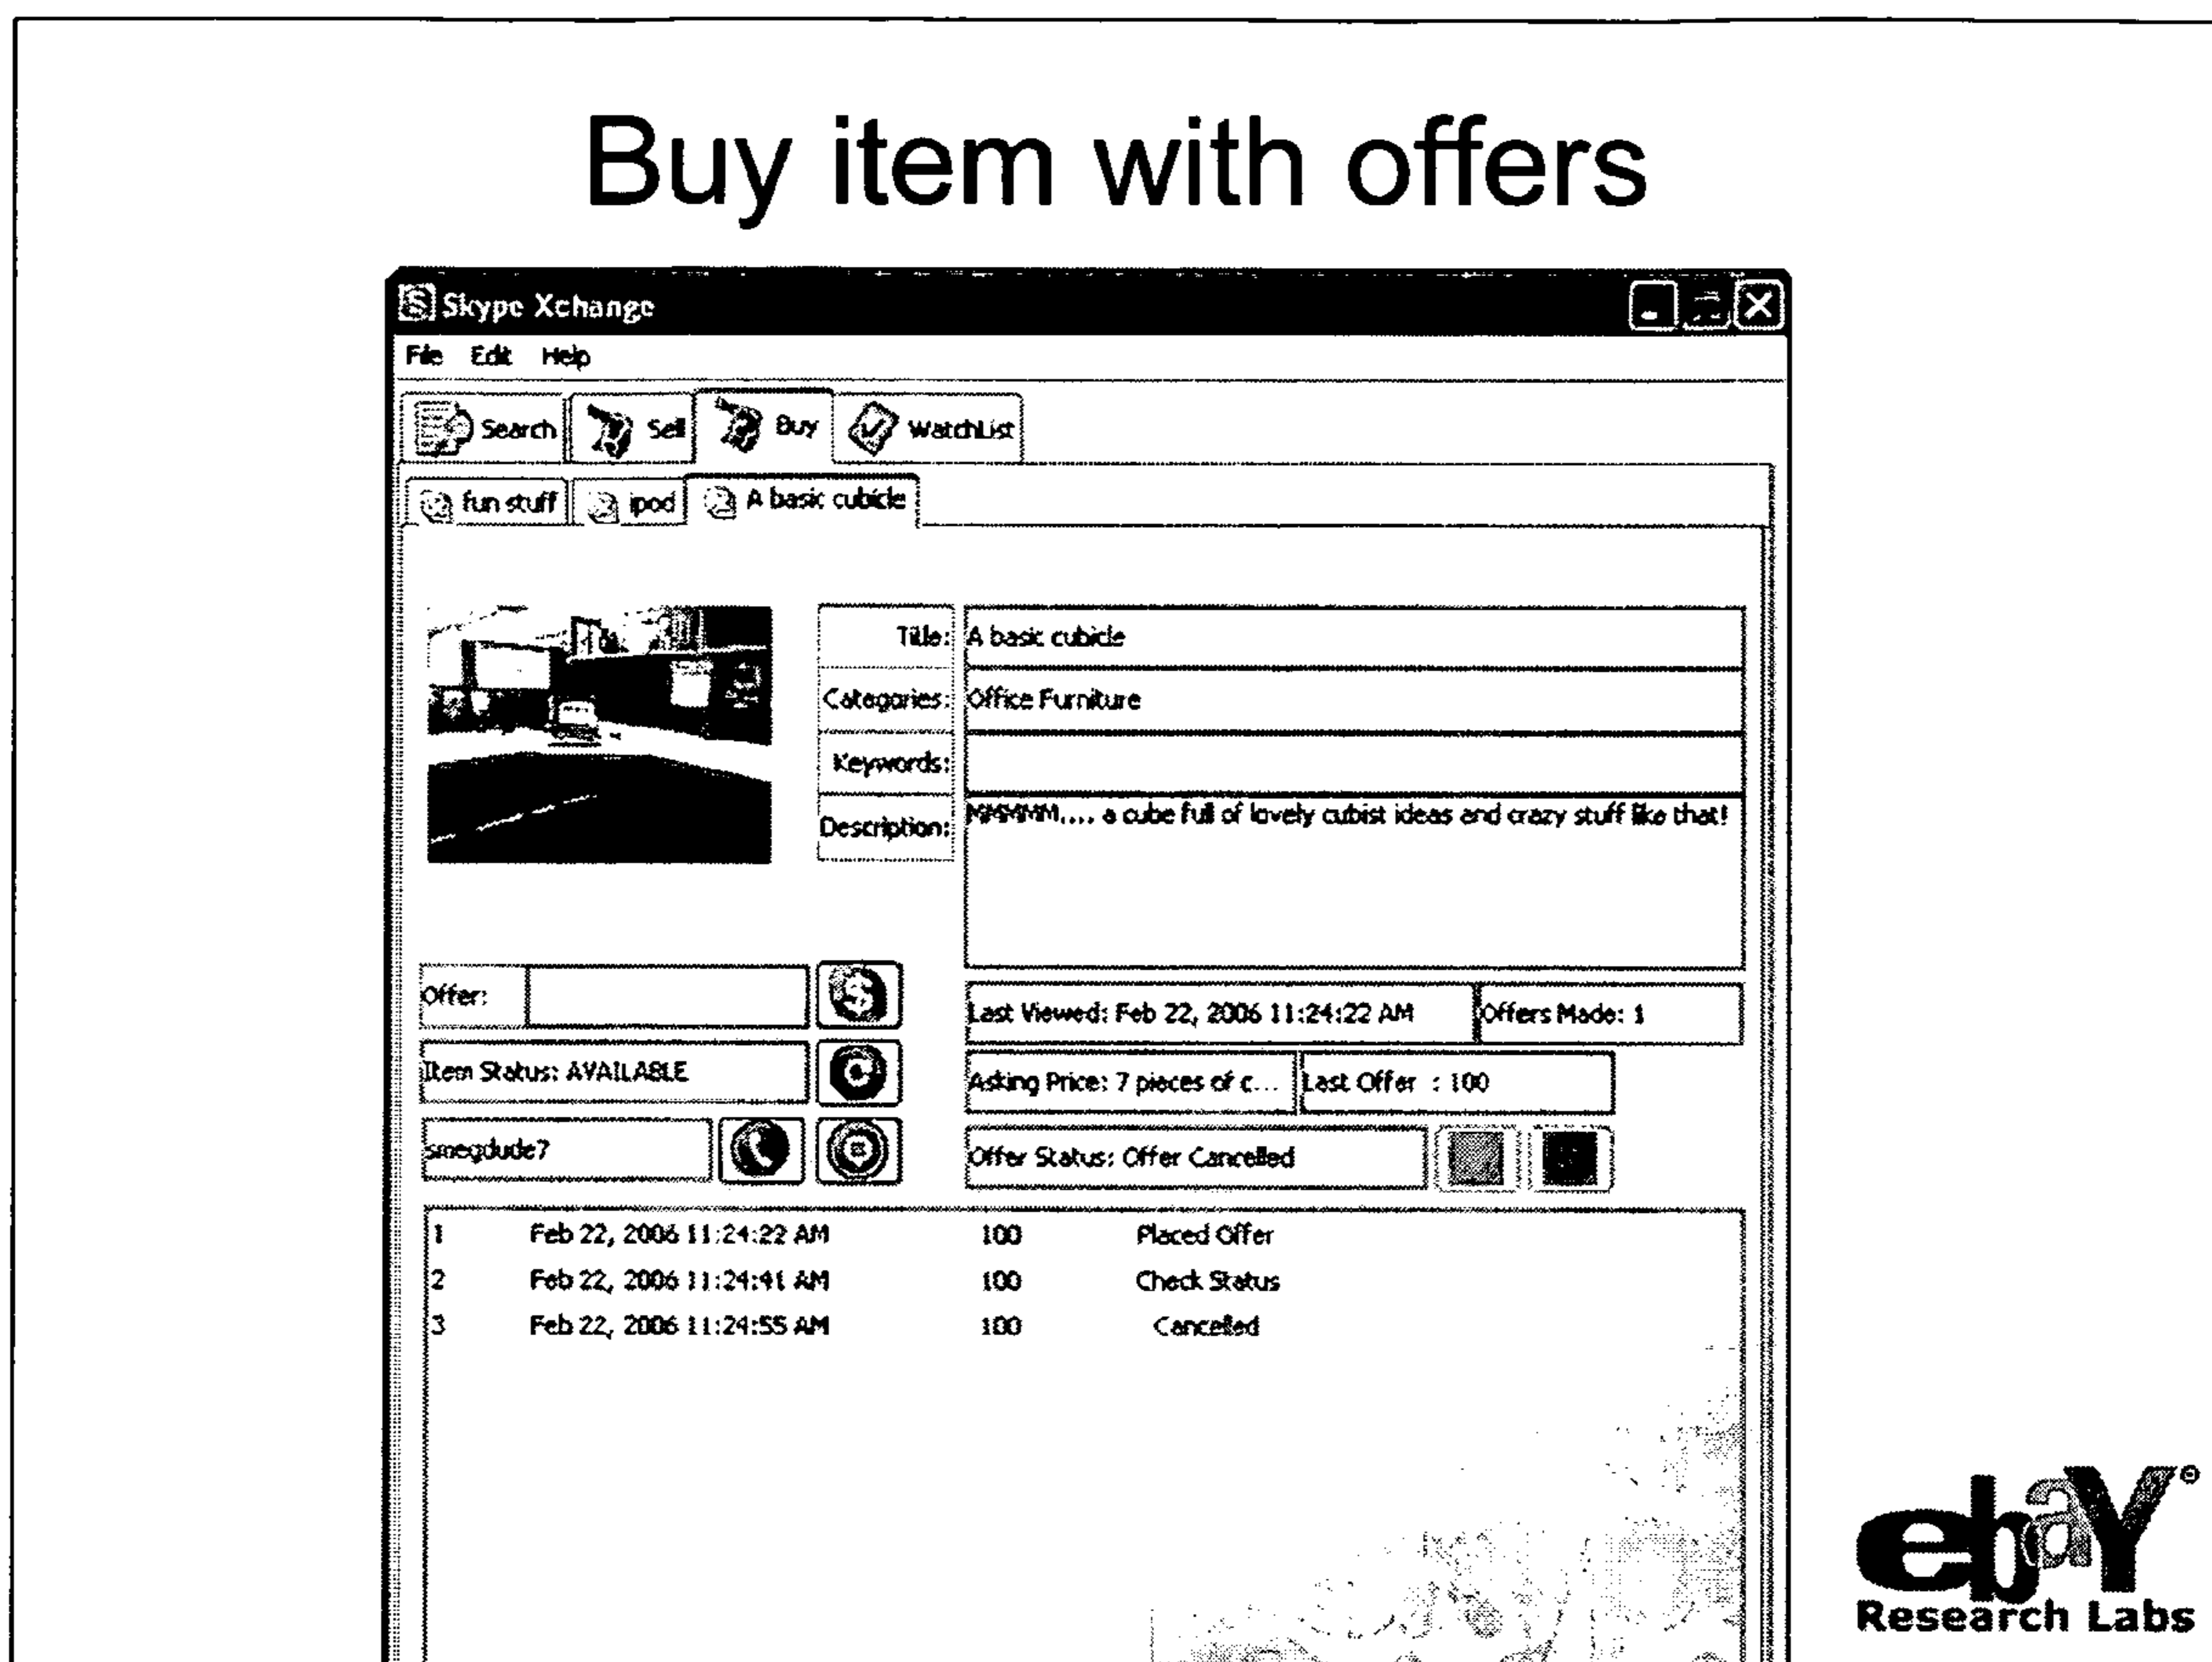 Buy item with offers
Skype Xchange
File Edit Help
Search Sell Buy WatchList
fun stuff ipod A basic cubicle
Title: A basic cubicle
Categories: Office Furniture
Keywords:
Description: MMMMM.... a cube full of lovely cubist ideas and crazy stuff like that!
Offer:
Last Viewed: Feb 22, 2006 11:24:22 AM Offers Made: 1
Item Status: AVAILABLE
Asking Price: 7 pieces of c... Last Offer : 100
smegdude7
Offer Status: Offer Cancelled
1 Feb 22, 2006 11:24:22 AM 100 Placed Offer
2 Feb 22, 2006 11:24:41 AM 100 Check Status
3 Feb 22, 2006 11:24:55 AM 100 Cancelled
ebaY®
Research Labs